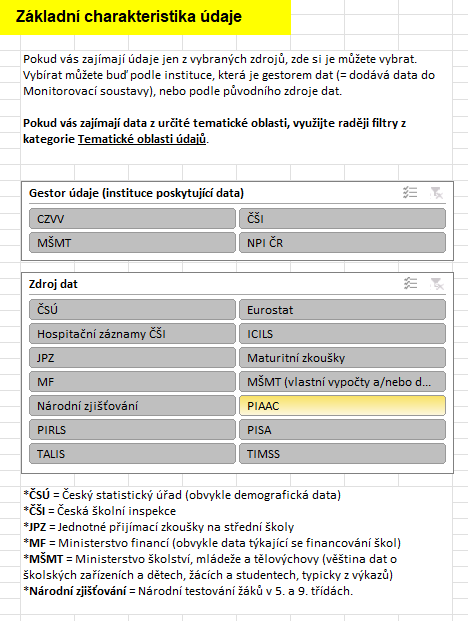 Základní charakteristika údaje
Pokud vás zajímají údaje jen z vybraných zdrojů, zde si je můžete vybrat.
Vybírat můžete buď podle instituce, která je gestorem dat (= dodává data do
Monitorovací soustavy), nebo podle původního zdroje dat.
Pokud vás zajímají data z určité tematické oblasti, využijte raději filtry z
kategorie Tematické oblasti údajů.
Gestor údaje (instituce poskytující data)
CZVV
ČŠI
MŠMT
NPI ČR
Zdroj dat
ČSÚ
Eurostat
Hospitační záznamy ČŠI
ICILS
JPZ
Maturitní zkoušky
MF
MŠMT (vlastní vypočty a/nebo d...
Národní zjišťování
PIAAC
PIRLS
PISA
TALIS
TIMSS
*ČSÚ = Český statistický úřad (obvykle demografická data)
*ČŠI = Česká školní inspekce
*JPZ = Jednotné přijímací zkoušky na střední školy
*MF = Ministerstvo financí (obvykle data týkající se financování škol)
*MŠMT = Ministerstvo školství, mládeže a tělovýchovy (většina dat o
školských zařízeních a dětech, žácích a studentech, typicky z výkazů)
*Národní zjišťování = Národní testování žáků v 5. a 9. třídách.